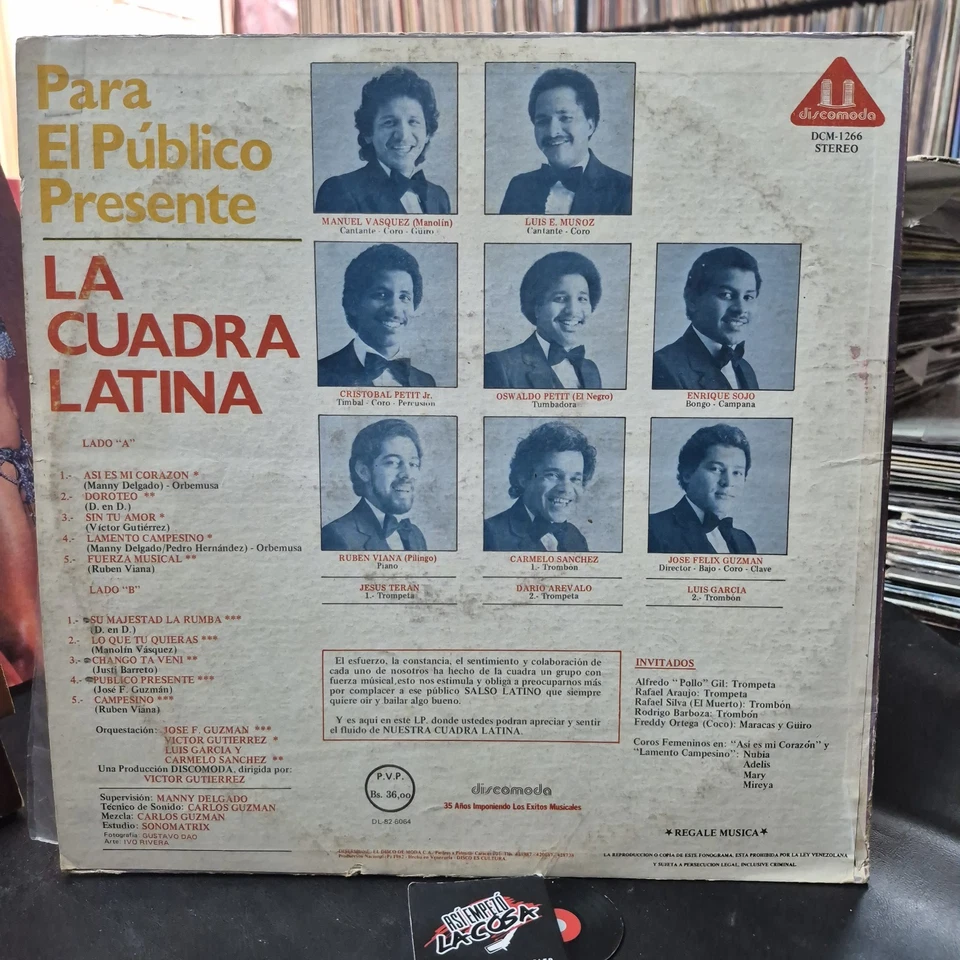 Para
El Público
Presente
LA
CUADRA
LATINA
discomoda
DCM-1266
STEREO
MANUEL VASQUEZ (Manolín)
Cantante - Coro - Güiro
LUIS E. MUÑOZ
Cantante - Coro
CRISTOBAL PETIT Jr.
Timbal - Coro - Percusion
OSWALDO PETIT (El Negro)
Tumbadora
ENRIQUE SOJO
Bongo - Campana
RUBEN VIANA (Pilingo)
Piano
CARMELO SANCHEZ
1.- Trombón
JOSE FELIX GUZMAN
Director - Bajo - Coro - Clave
JESUS TERAN
1.- Trompeta
DARIO AREVALO
2.- Trompeta
LUIS GARCIA
2.- Trombón
LADO "A"
1.- ASI ES MI CORAZON *
(Manny Delgado) - Orbemusa
2.- DOROTEO **
(D. en D.)
3.- SIN TU AMOR *
(Víctor Gutiérrez)
4.- LAMENTO CAMPESINO *
(Manny Delgado/Pedro Hernández) - Orbemusa
5.- FUERZA MUSICAL **
(Ruben Viana)
LADO "B"
1.- SU MAJESTAD LA RUMBA ***
(D. en D.)
2.- LO QUE TU QUIERAS ***
(Manolín Vásquez)
3.- CHANGO TA VENI **
(Justi Barreto)
4.- PUBLICO PRESENTE ***
(José F. Guzmán)
5.- CAMPESINO ***
(Ruben Viana)
Orquestación: JOSE F. GUZMAN ***
VICTOR GUTIERREZ *
LUIS GARCIA Y
CARMELO SANCHEZ **
Una Producción DISCOMODA, dirigida por:
VICTOR GUTIERREZ
Supervisión: MANNY DELGADO
Técnico de Sonido: CARLOS GUZMAN
Mezcla: CARLOS GUZMAN
Estudio: SONOMATRIX
Fotografía: GUSTAVO DAO
Arte: IVO RIVERA
El esfuerzo, la constancia, el sentimiento y colaboración de
cada uno de nosotros ha hecho de la cuadra un grupo con
fuerza músical, esto nos estimula y obliga a preocuparnos más
por complacer a ese público SALSO LATINO que siempre
quiere oir y bailar algo bueno.
Y es aqui en este LP. donde ustedes podran apreciar y sentir
el fluido de NUESTRA CUADRA LATINA.
INVITADOS
Alfredo "Pollo" Gil: Trompeta
Rafael Araujo: Trompeta
Rafael Silva (El Muerto): Trombón
Rodrigo Barboza: Trombón
Freddy Ortega (Coco): Maracas y Güiro
Coros Femeninos en: "Asi es mi Corazón" y
"Lamento Campesino": Nubia
Adelis
Mary
Mireya
P.V.P.
Bs. 36,00
DL-82-6064
discomoda
35 Años Imponiendo Los Exitos Musicales
★REGALE MUSICA★
LA REPRODUCCION O COPIA DE ESTE FONOGRAMA, ESTA PROHIBIDA POR LA LEY VENEZOLANA
Y SUJETA A PERSECUSION LEGAL, INCLUSIVE CRIMINAL.
ASÍ EMPEZÓ
LA COSA